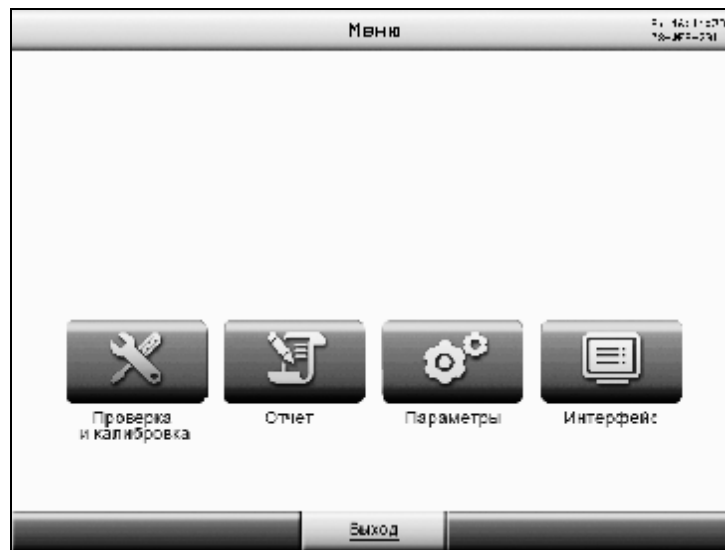 Меню
Проверка
и калибровка
Отчет
Параметры
Интерфейс
Выход